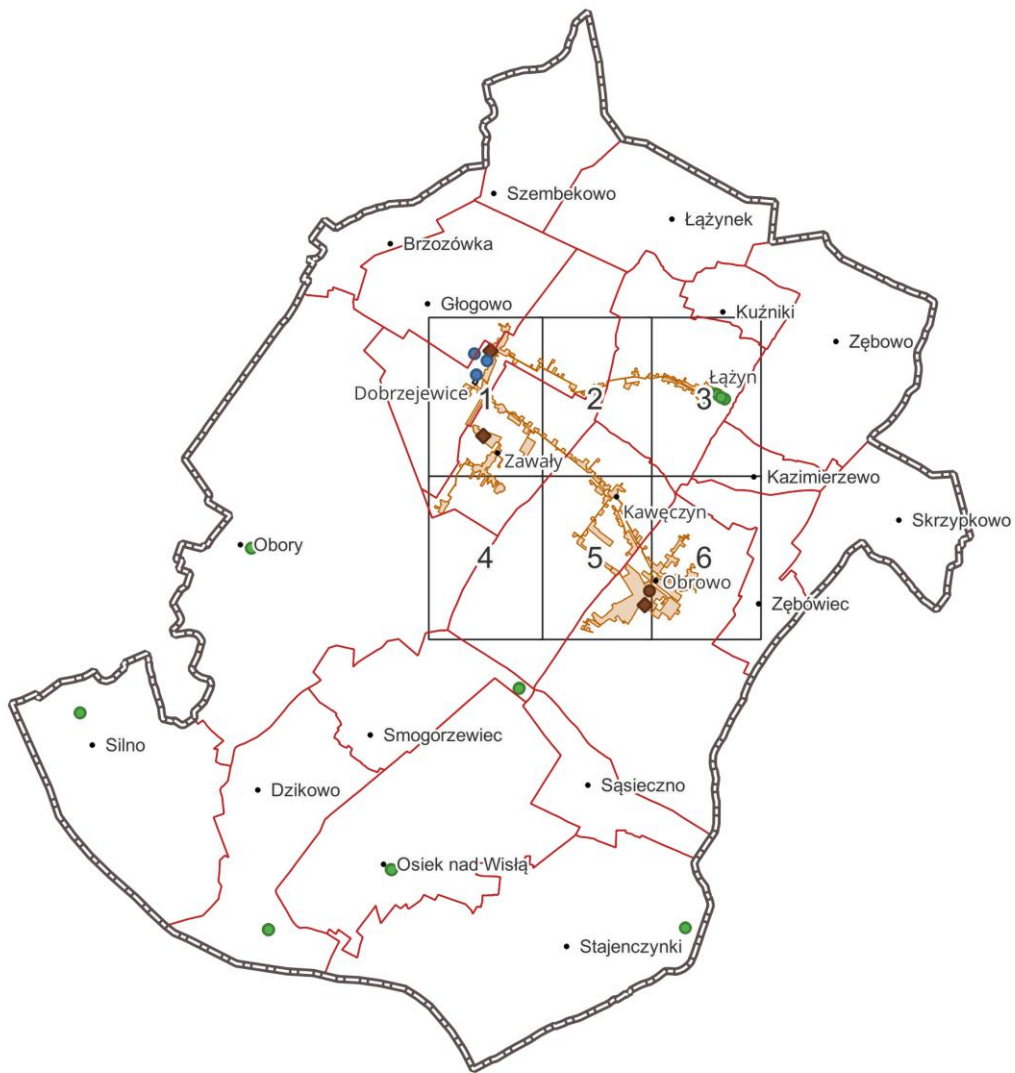 Szembekowo
Łążynek
Brzozówka
Głogowo
Kuźniki
Zębowo
Łążyn
Dobrzejewice
1
2
3
Zawały
Kazimierzewo
Kawęczyn
Skrzypkowo
Obory
4
5
6
Obrowo
Zębówiec
Silno
Smogorzewiec
Dzikowo
Sąsieczno
Osiek nad Wisłą
Stajenczynki